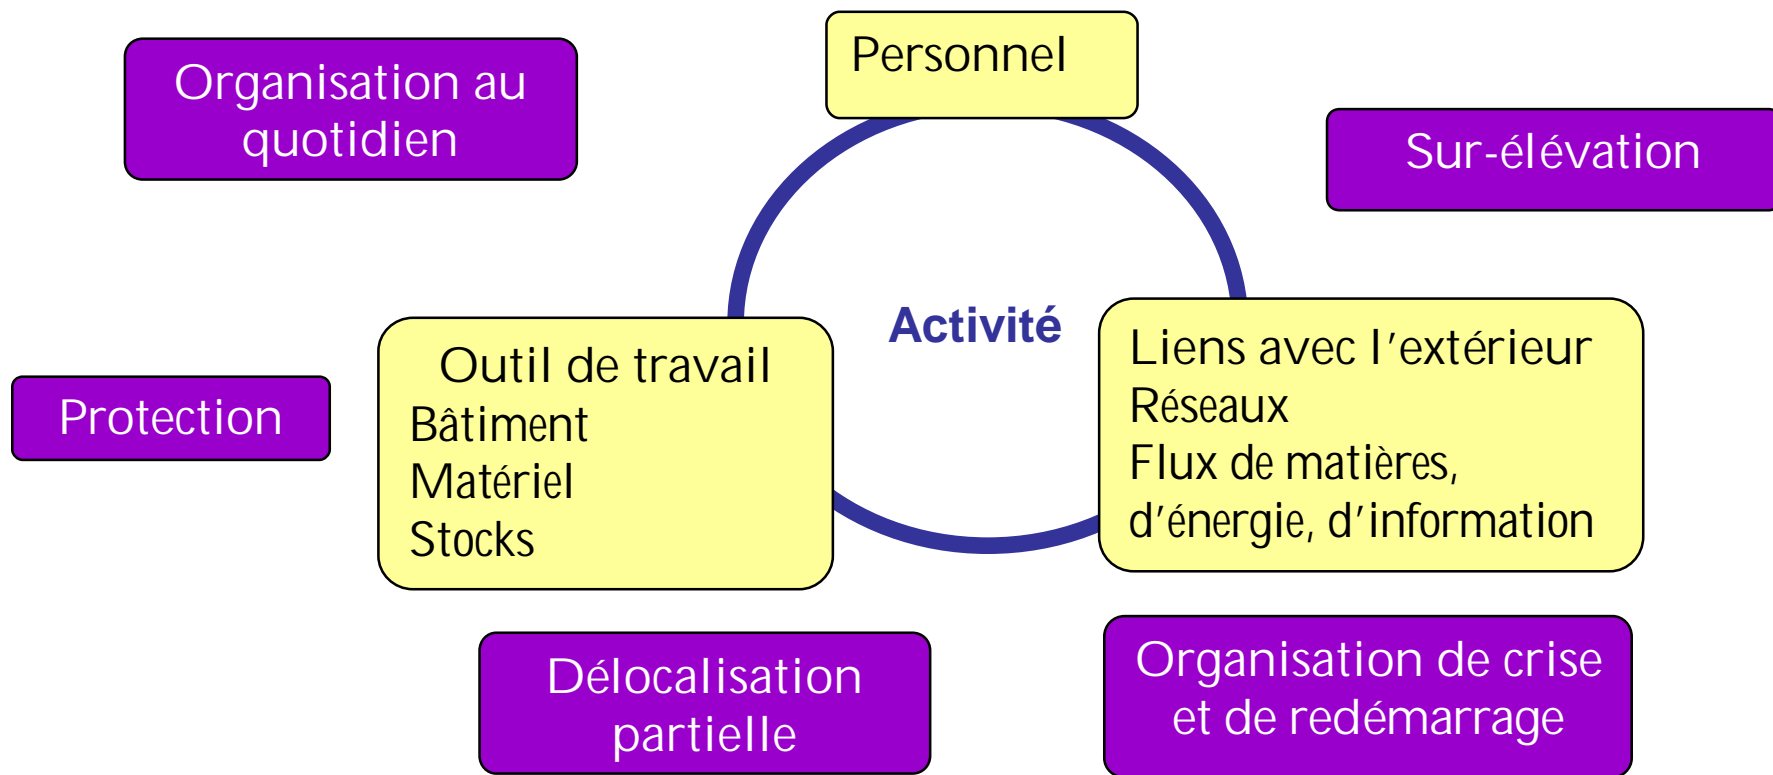 Personnel
Organisation au
quotidien
Sur-élévation
Activité
Outil de travail
Bâtiment
Matériel
Stocks
Liens avec l'extérieur
Réseaux
Flux de matières,
d'énergie, d'information
Protection
Délocalisation
partielle
Organisation de crise
et de redémarrage